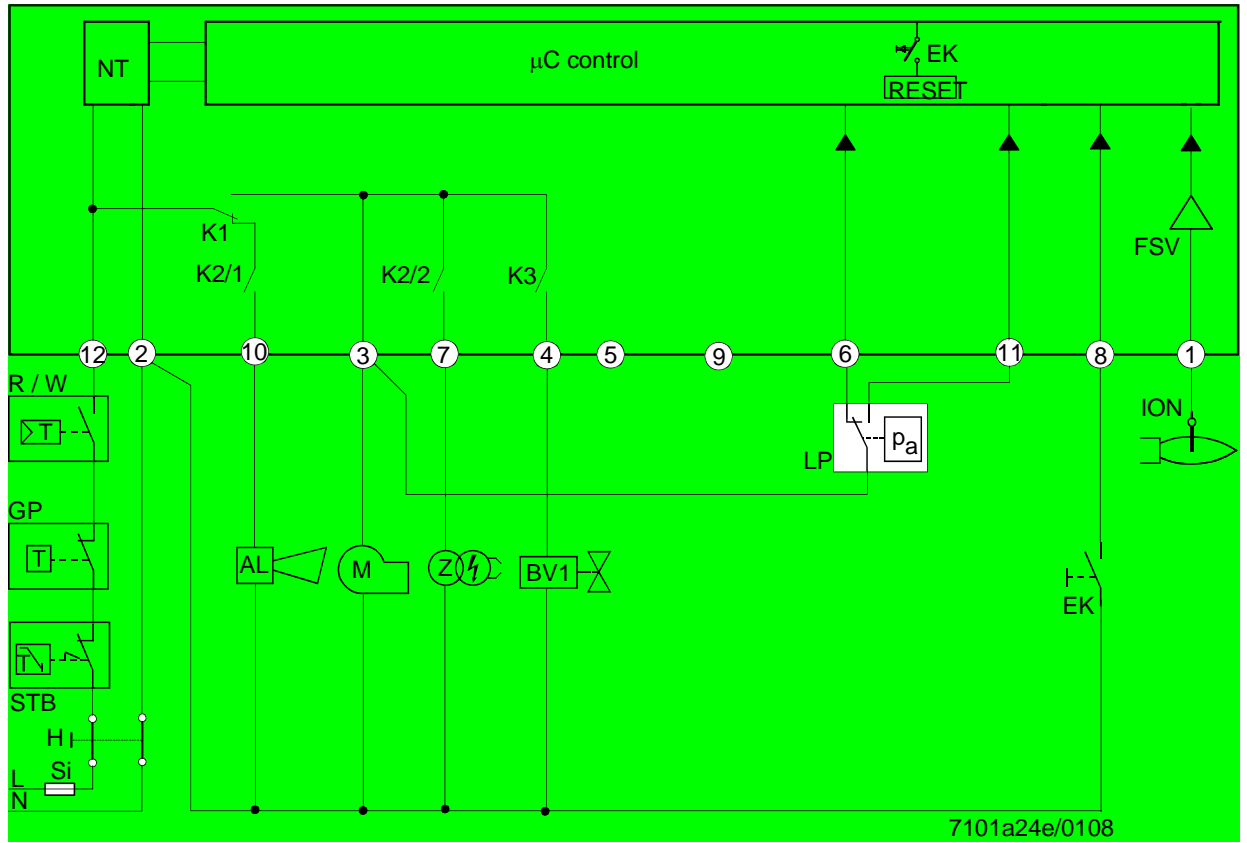 NT
µC control
EK
RESET
FSV
K1
K2/1
K2/2
K3
12
2
10
3
7
4
5
9
6
11
8
1
R / W
T
ION
LP
pa
GP
T
AL
M
Z
BV1
EK
T
STB
H
Si
L
N
7101a24e/0108